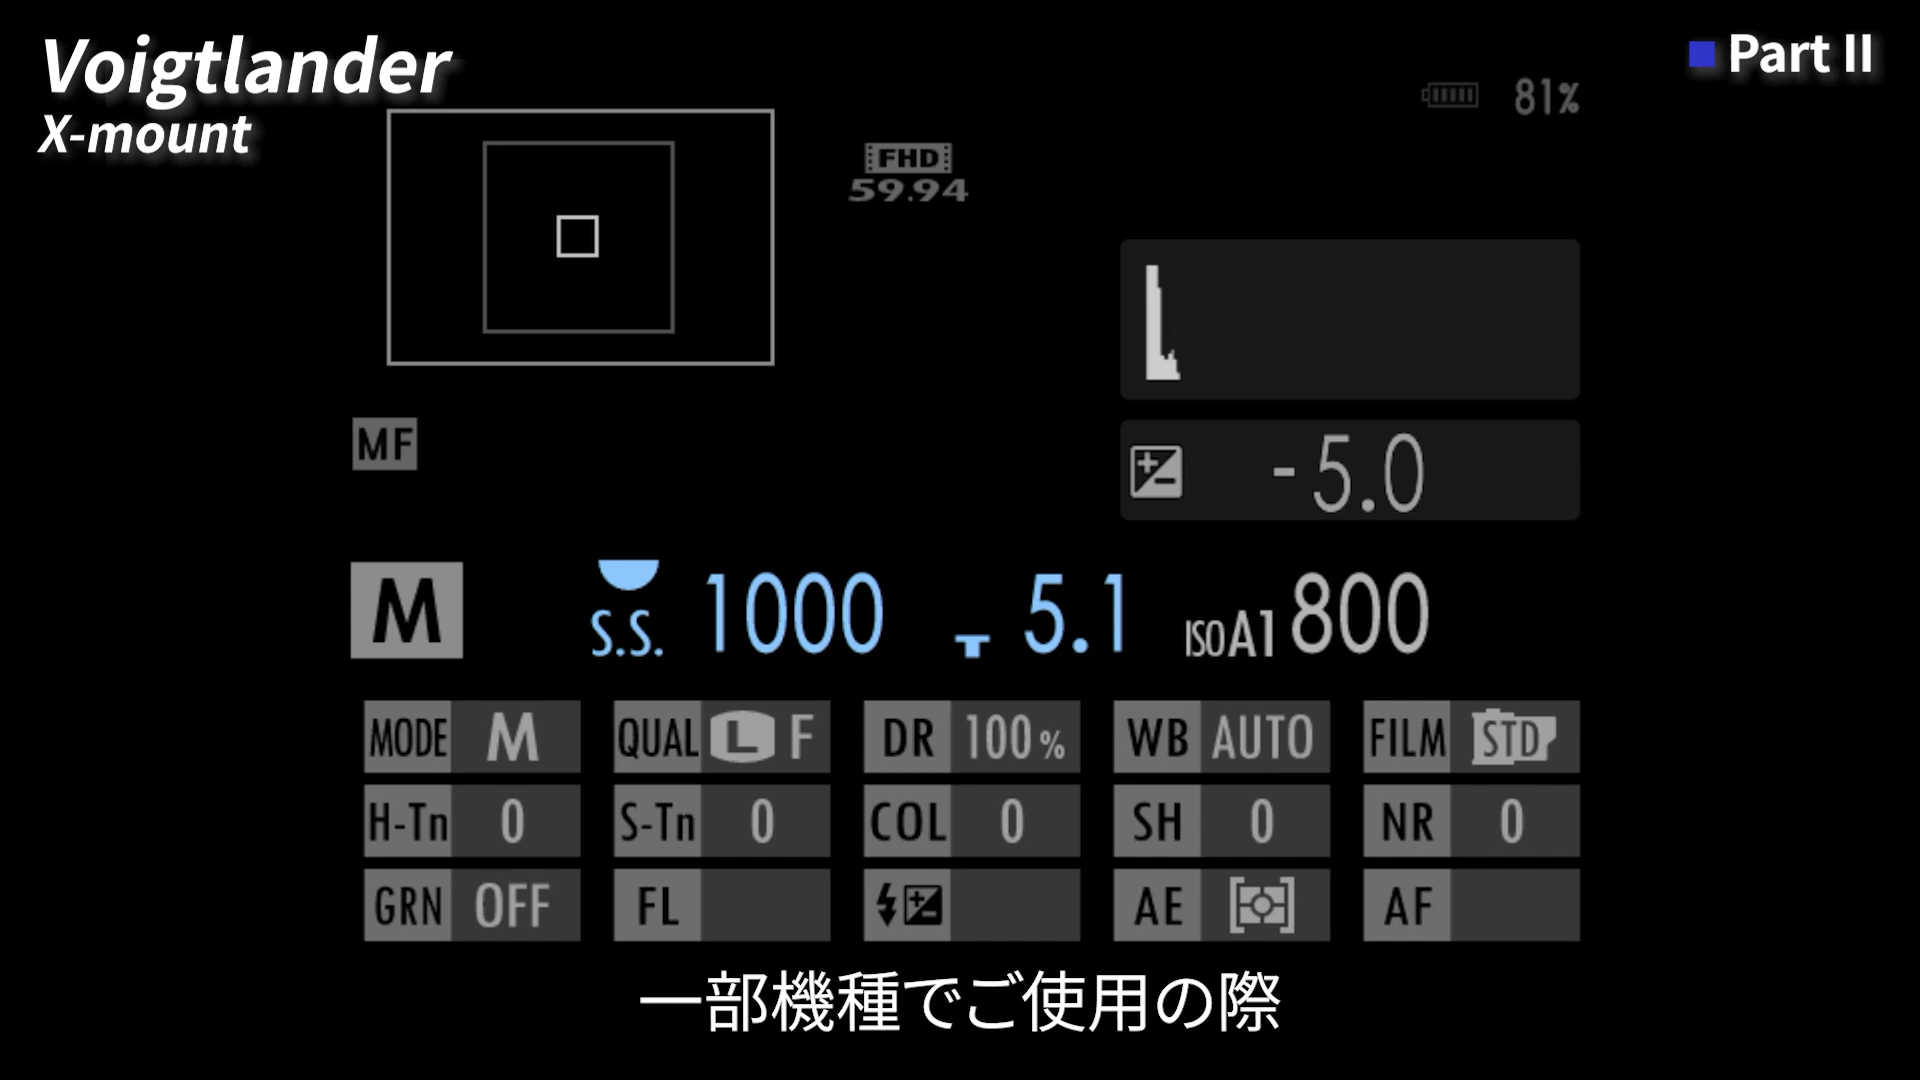 Voigtlander
X-mount
Part II
81%
FHD
59.94
MF
-5.0
M S.S. 1000 T 5.1 ISO A1 800
MODE M QUAL L F DR 100% WB AUTO FILM STD
H-Tn 0 S-Tn 0 COL 0 SH 0 NR 0
GRN OFF FL AE AF
一部機種でご使用の際